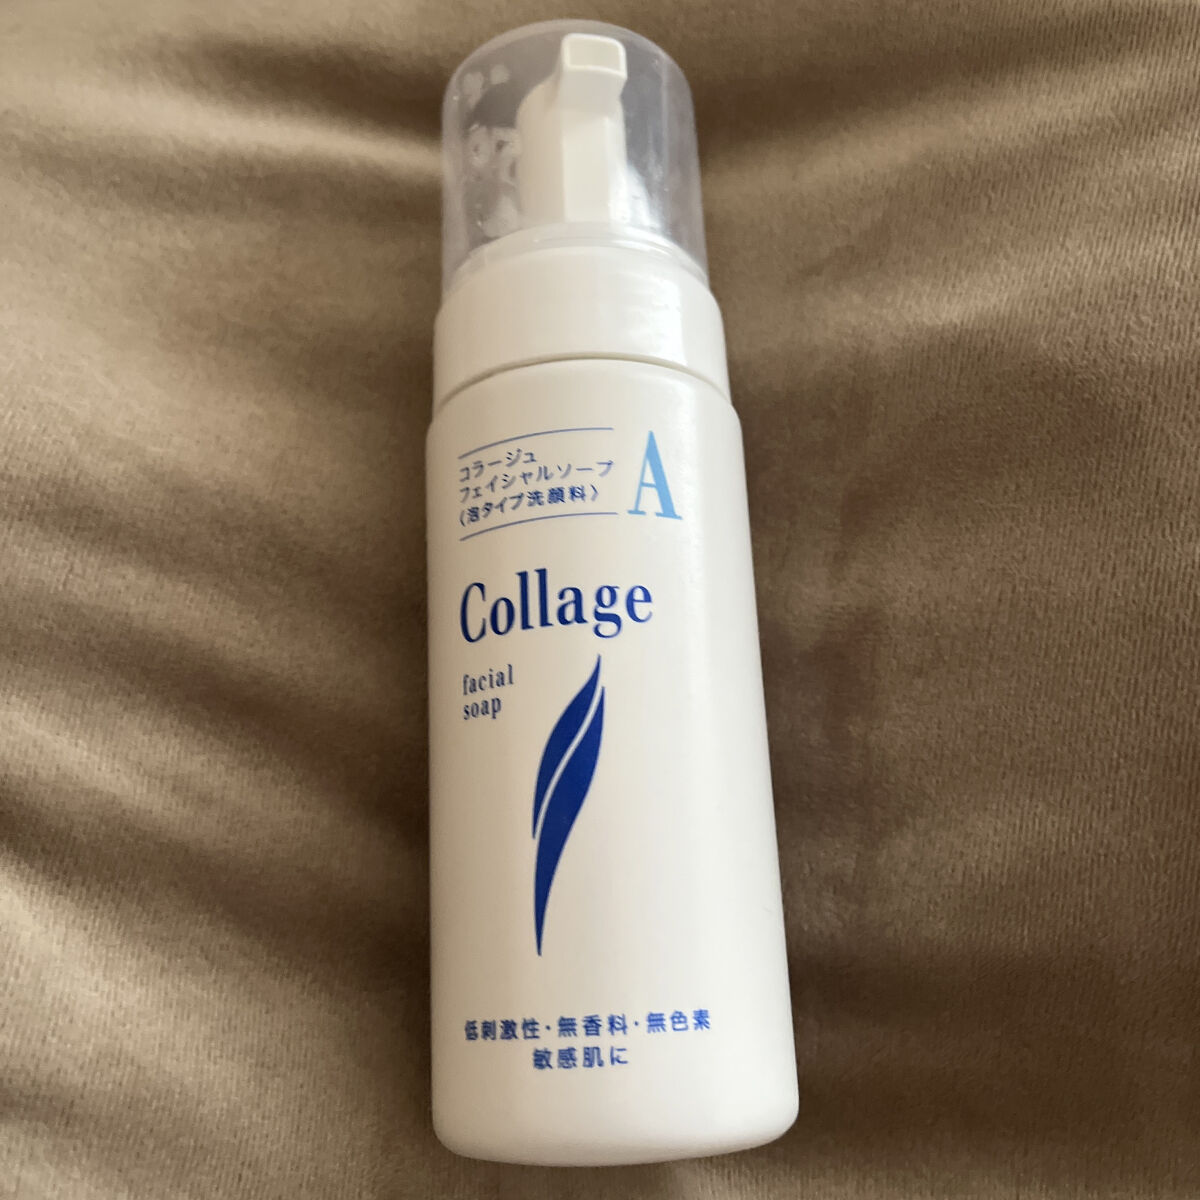 コラージュ
フェイシャルソープ
〈泡タイプ洗顔料〉
A
Collage
facial
soap
低刺激性・無香料・無色素
敏感肌に